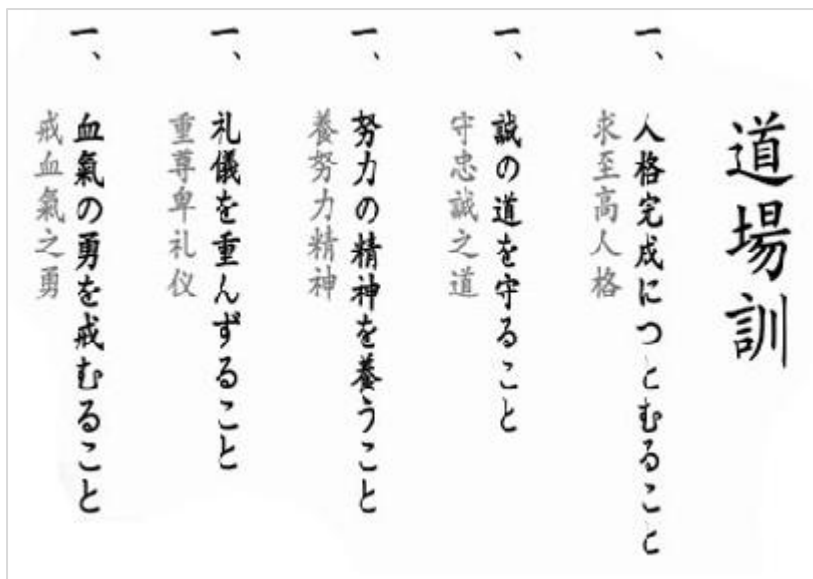 道場訓
一、人格完成につとむること
求至高人格
一、誠の道を守ること
守忠誠之道
一、努力の精神を養うこと
養努力精神
一、礼儀を重んずること
重尊卑礼仪
一、血氣の勇を戒むること
戒血氣之勇